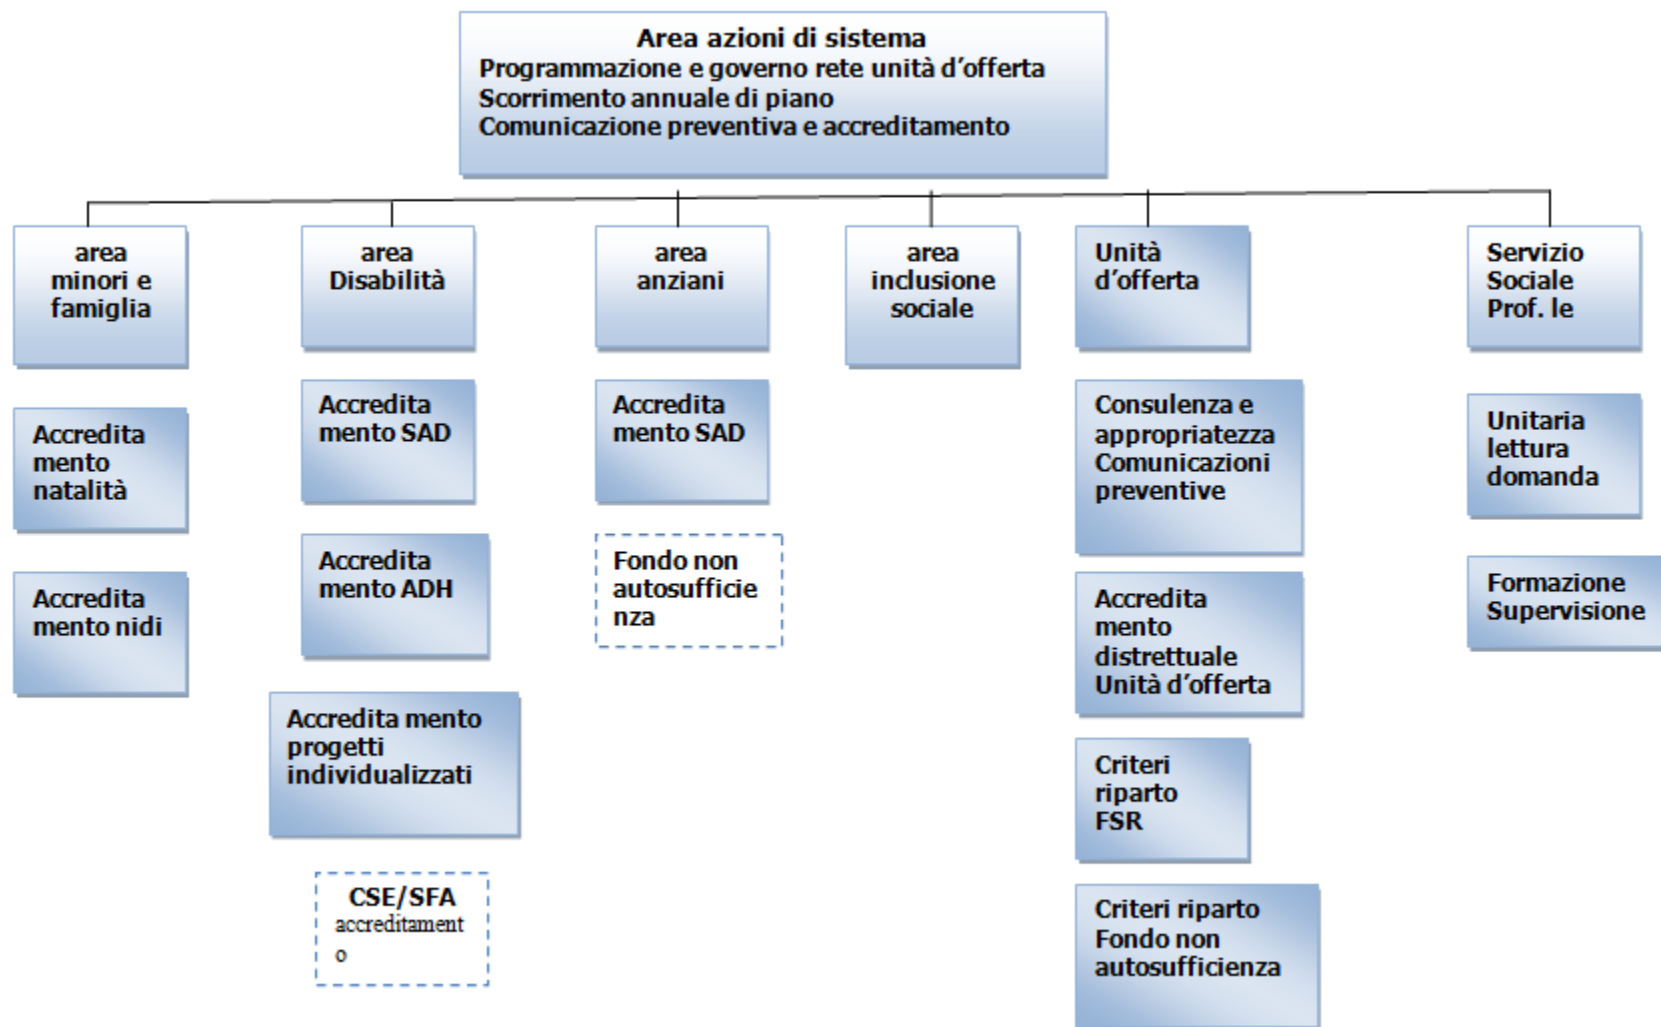 Area azioni di sistema
Programmazione e governo rete unità d’offerta
Scorrimento annuale di piano
Comunicazione preventiva e accreditamento
area
minori e
famiglia
area
Disabilità
area
anziani
area
inclusione
sociale
Unità
d’offerta
Servizio
Sociale
Prof. le
Accredita
mento
natalità
Accredita
mento nidi
Accredita
mento SAD
Accredita
mento ADH
Accredita mento
progetti
individualizzati
CSE/SFA
accreditament
o
Accredita
mento SAD
Fondo non
autosufficie
nza
Consulenza e
appropriatezza
Comunicazioni
preventive
Accredita
mento
distrettuale
Unità d’offerta
Criteri
riparto
FSR
Criteri riparto
Fondo non
autosufficienza
Unitaria
lettura
domanda
Formazione
Supervisione